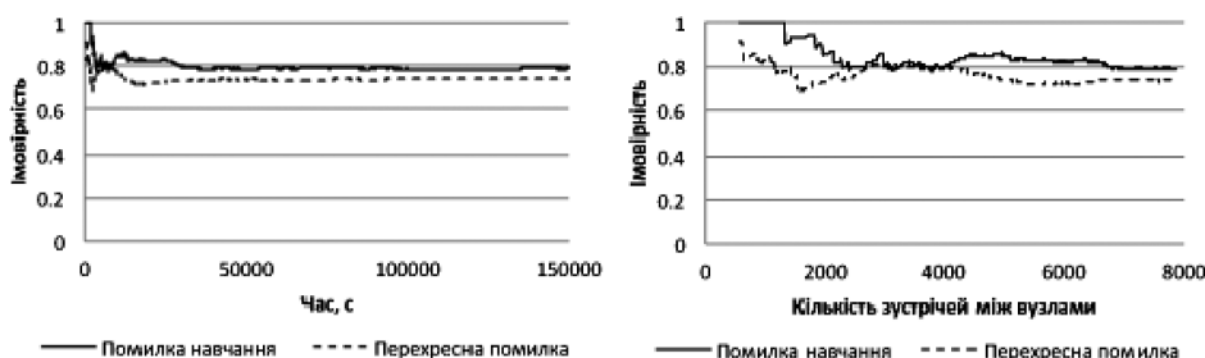 1
0.8
0.6
0.4
0.2
0
Імовірність
0 50000 100000 150000
Час, с
Помилка навчання Перехресна помилка
1
0.8
0.6
0.4
0.2
0
Імовірність
0 2000 4000 6000 8000
Кількість зустрічей між вузлами
Помилка навчання Перехресна помилка